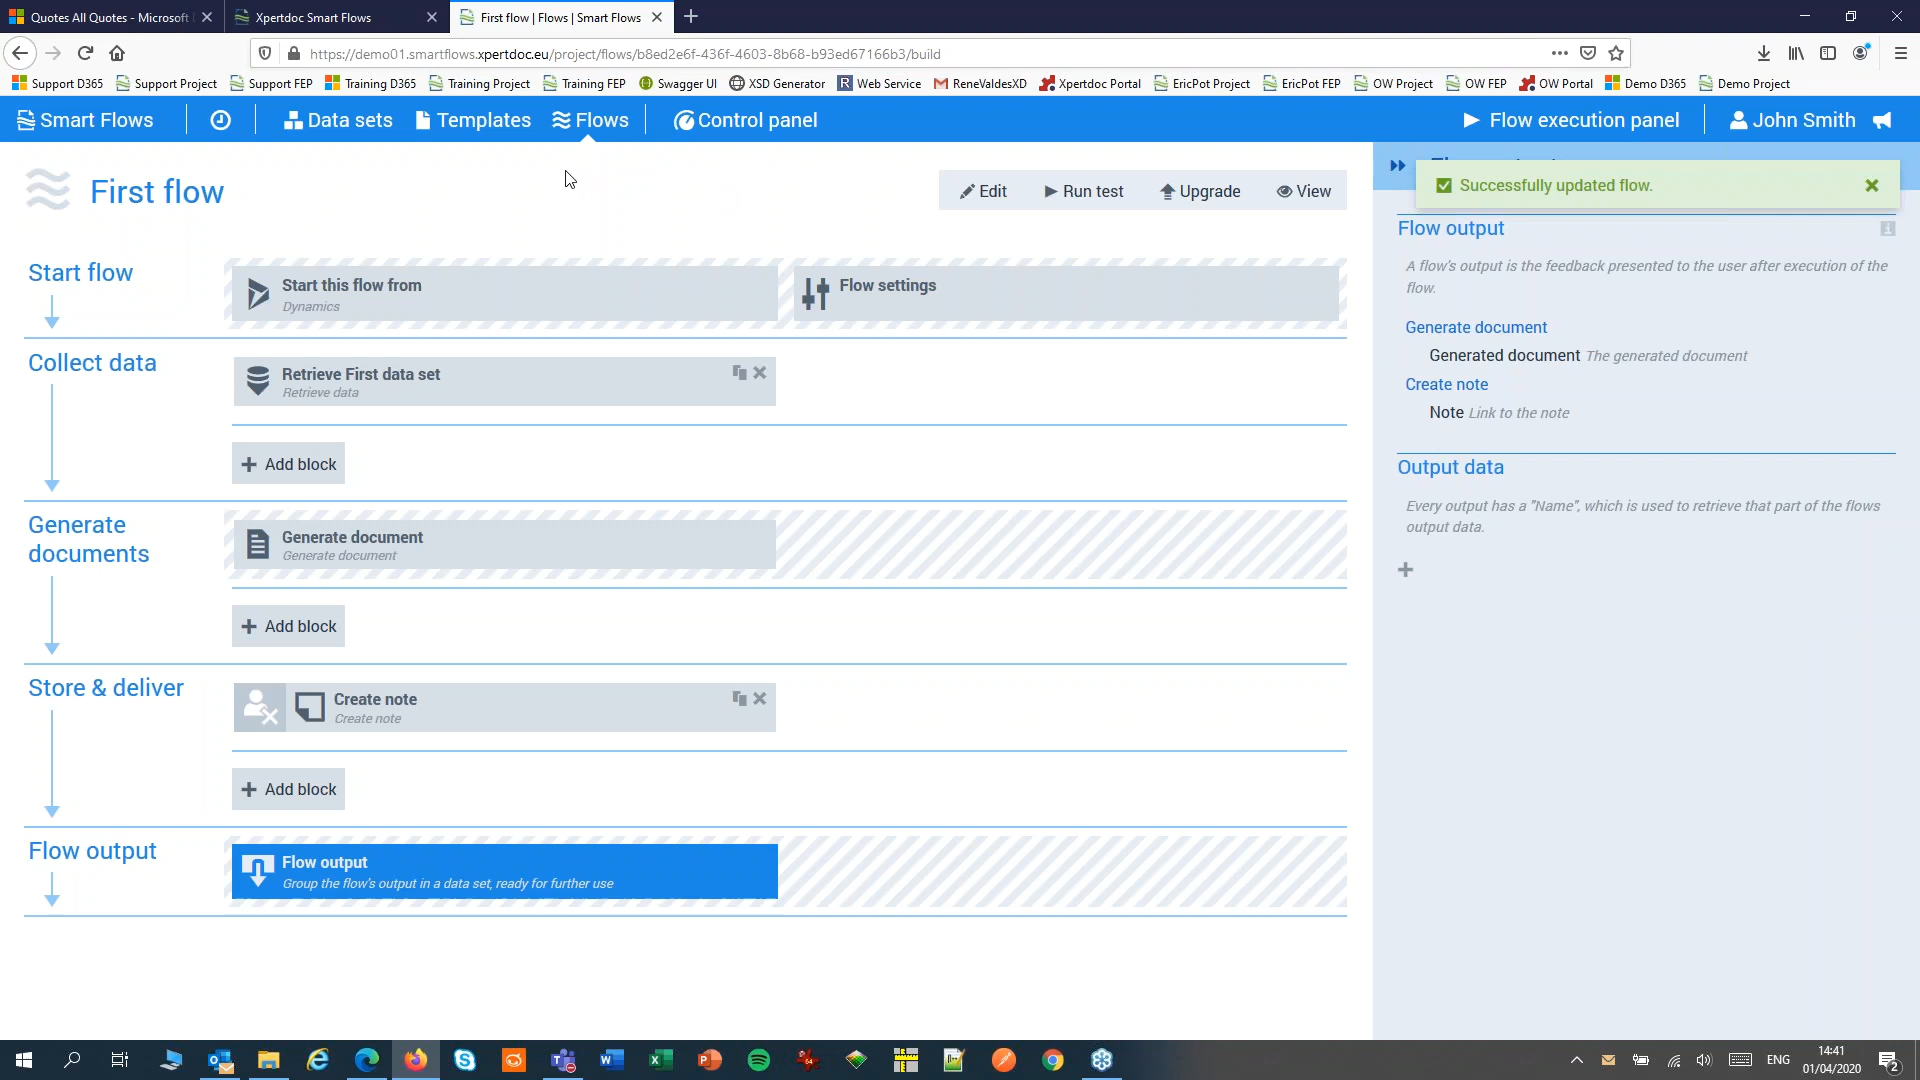 Quotes All Quotes - Microsoft
Xpertdoc Smart Flows
First flow | Flows | Smart Flows
https://demo01.smartflows.xpertdoc.eu/project/flows/b8ed2e6f-436f-4603-8b68-b93ed67166b3/build
Support D365 Support Project Support FEP Training D365 Training Project Training FEP Swagger UI XSD Generator R Web Service ReneValdesXD Xpertdoc Portal EricPot Project EricPot FEP OW Project OW FEP OW Portal Demo D365 Demo Project
Smart Flows Data sets Templates Flows Control panel Flow execution panel John Smith
First flow
Edit Run test Upgrade View
Successfully updated flow.
Start flow
Start this flow from
Dynamics
Flow settings
Collect data
Retrieve First data set
Retrieve data
+ Add block
Generate
documents
Generate document
Generate document
+ Add block
Store & deliver
Create note
Create note
+ Add block
Flow output
Flow output
Group the flow's output in a data set, ready for further use
Flow output
A flow's output is the feedback presented to the user after execution of the
flow.
Generate document
Generated document The generated document
Create note
Note Link to the note
Output data
Every output has a "Name", which is used to retrieve that part of the flows
output data.
+
ENG
14:41
01/04/2020
2